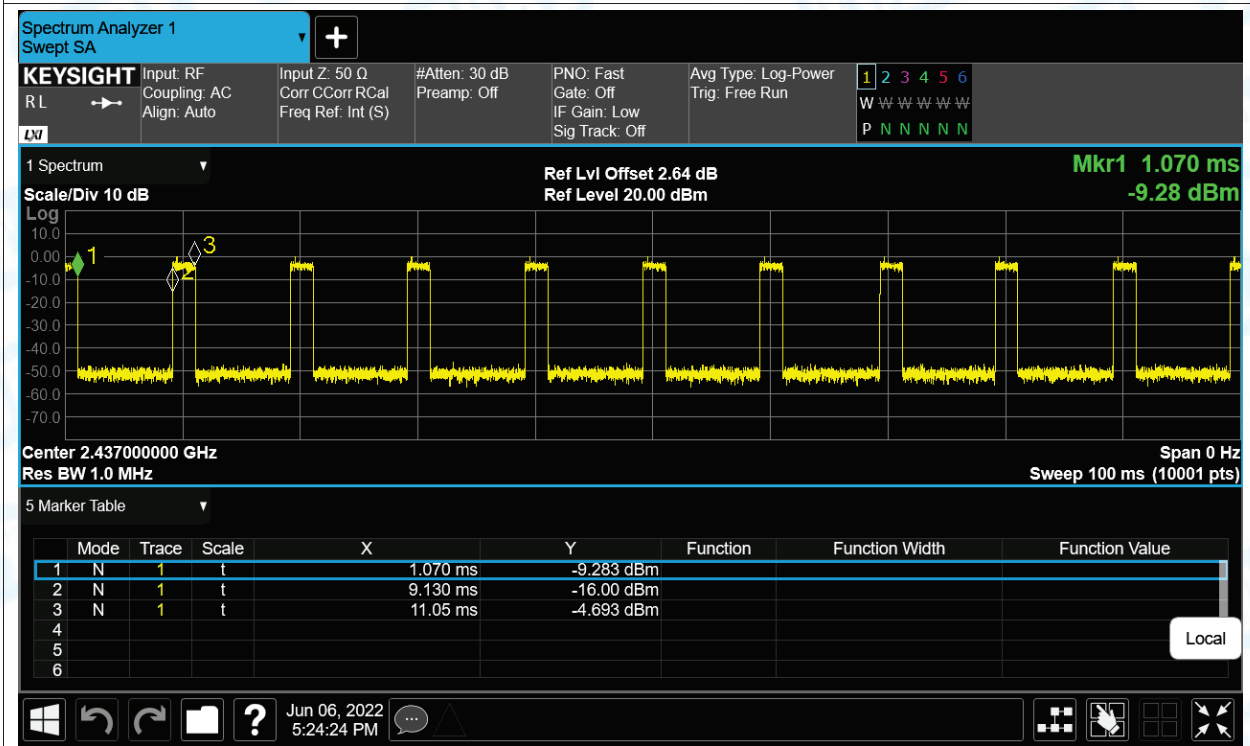 Spectrum Analyzer 1
Swept SA
KEYSIGHT
R L
LXI
Input: RF
Coupling: AC
Align: Auto
Input Z: 50 Ω
Corr CCorr RCal
Freq Ref: Int (S)
#Atten: 30 dB
Preamp: Off
PNO: Fast
Gate: Off
IF Gain: Low
Sig Track: Off
Avg Type: Log-Power
Trig: Free Run
1 2 3 4 5 6
W W W W W W
P N N N N N
1 Spectrum
Scale/Div 10 dB
Ref Lvl Offset 2.64 dB
Ref Level 20.00 dBm
Mkr1 1.070 ms
-9.28 dBm
Log
10.0
0.00
-10.0
-20.0
-30.0
-40.0
-50.0
-60.0
-70.0
1
2
3
Center 2.437000000 GHz
Res BW 1.0 MHz
Span 0 Hz
Sweep 100 ms (10001 pts)
5 Marker Table
Mode Trace Scale X Y Function Function Width Function Value
1 N 1 t 1.070 ms -9.283 dBm
2 N 1 t 9.130 ms -16.00 dBm
3 N 1 t 11.05 ms -4.693 dBm
4
5
6
Local
?
Jun 06, 2022
5:24:24 PM